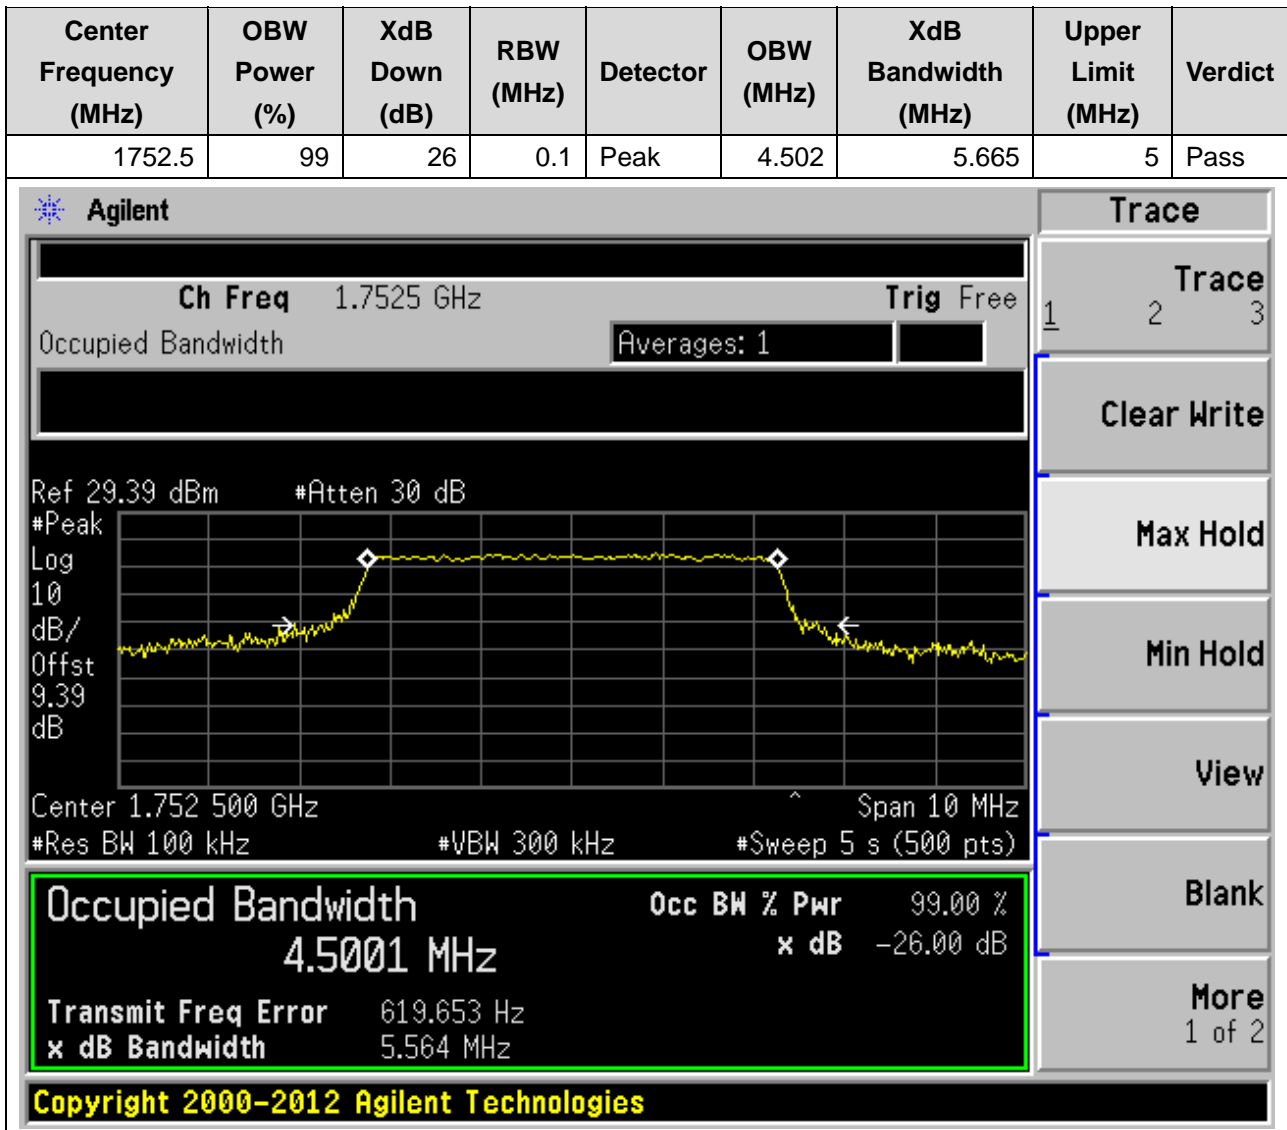 Center Frequency (MHz) OBW Power (%) XdB Down (dB) RBW (MHz) Detector OBW (MHz) XdB Bandwidth (MHz) Upper Limit (MHz) Verdict
1752.5 99 26 0.1 Peak 4.502 5.665 5 Pass
Agilent
Ch Freq 1.7525 GHz Trig Free
Occupied Bandwidth Averages: 1
Ref 29.39 dBm #Atten 30 dB
#Peak
Log
10
dB/
Offst
9.39
dB
Center 1.752 500 GHz ^ Span 10 MHz
#Res BW 100 kHz #VBW 300 kHz #Sweep 5 s (500 pts)
Occupied Bandwidth Occ BW % Pwr 99.00 %
4.5001 MHz x dB -26.00 dB
Transmit Freq Error 619.653 Hz
x dB Bandwidth 5.564 MHz
Copyright 2000-2012 Agilent Technologies
Trace
Trace
1 2 3
Clear Write
Max Hold
Min Hold
View
Blank
More
1 of 2